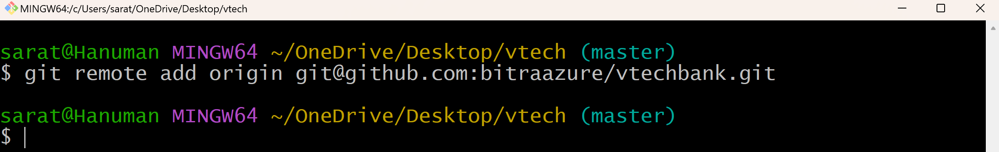 MINGW64:/c/Users/sarat/OneDrive/Desktop/vtech
sarat@Hanuman MINGW64 ~/OneDrive/Desktop/vtech (master)
$ git remote add origin git@github.com:bitraazure/vtechbank.git
sarat@Hanuman MINGW64 ~/OneDrive/Desktop/vtech (master)
$